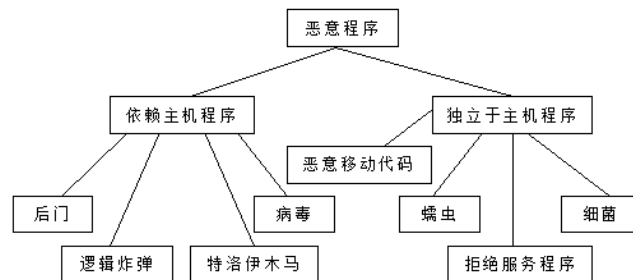 恶意程序
依赖主机程序
独立于主机程序
恶意移动代码
后门
病毒
蠕虫
细菌
逻辑炸弹
特洛伊木马
拒绝服务程序